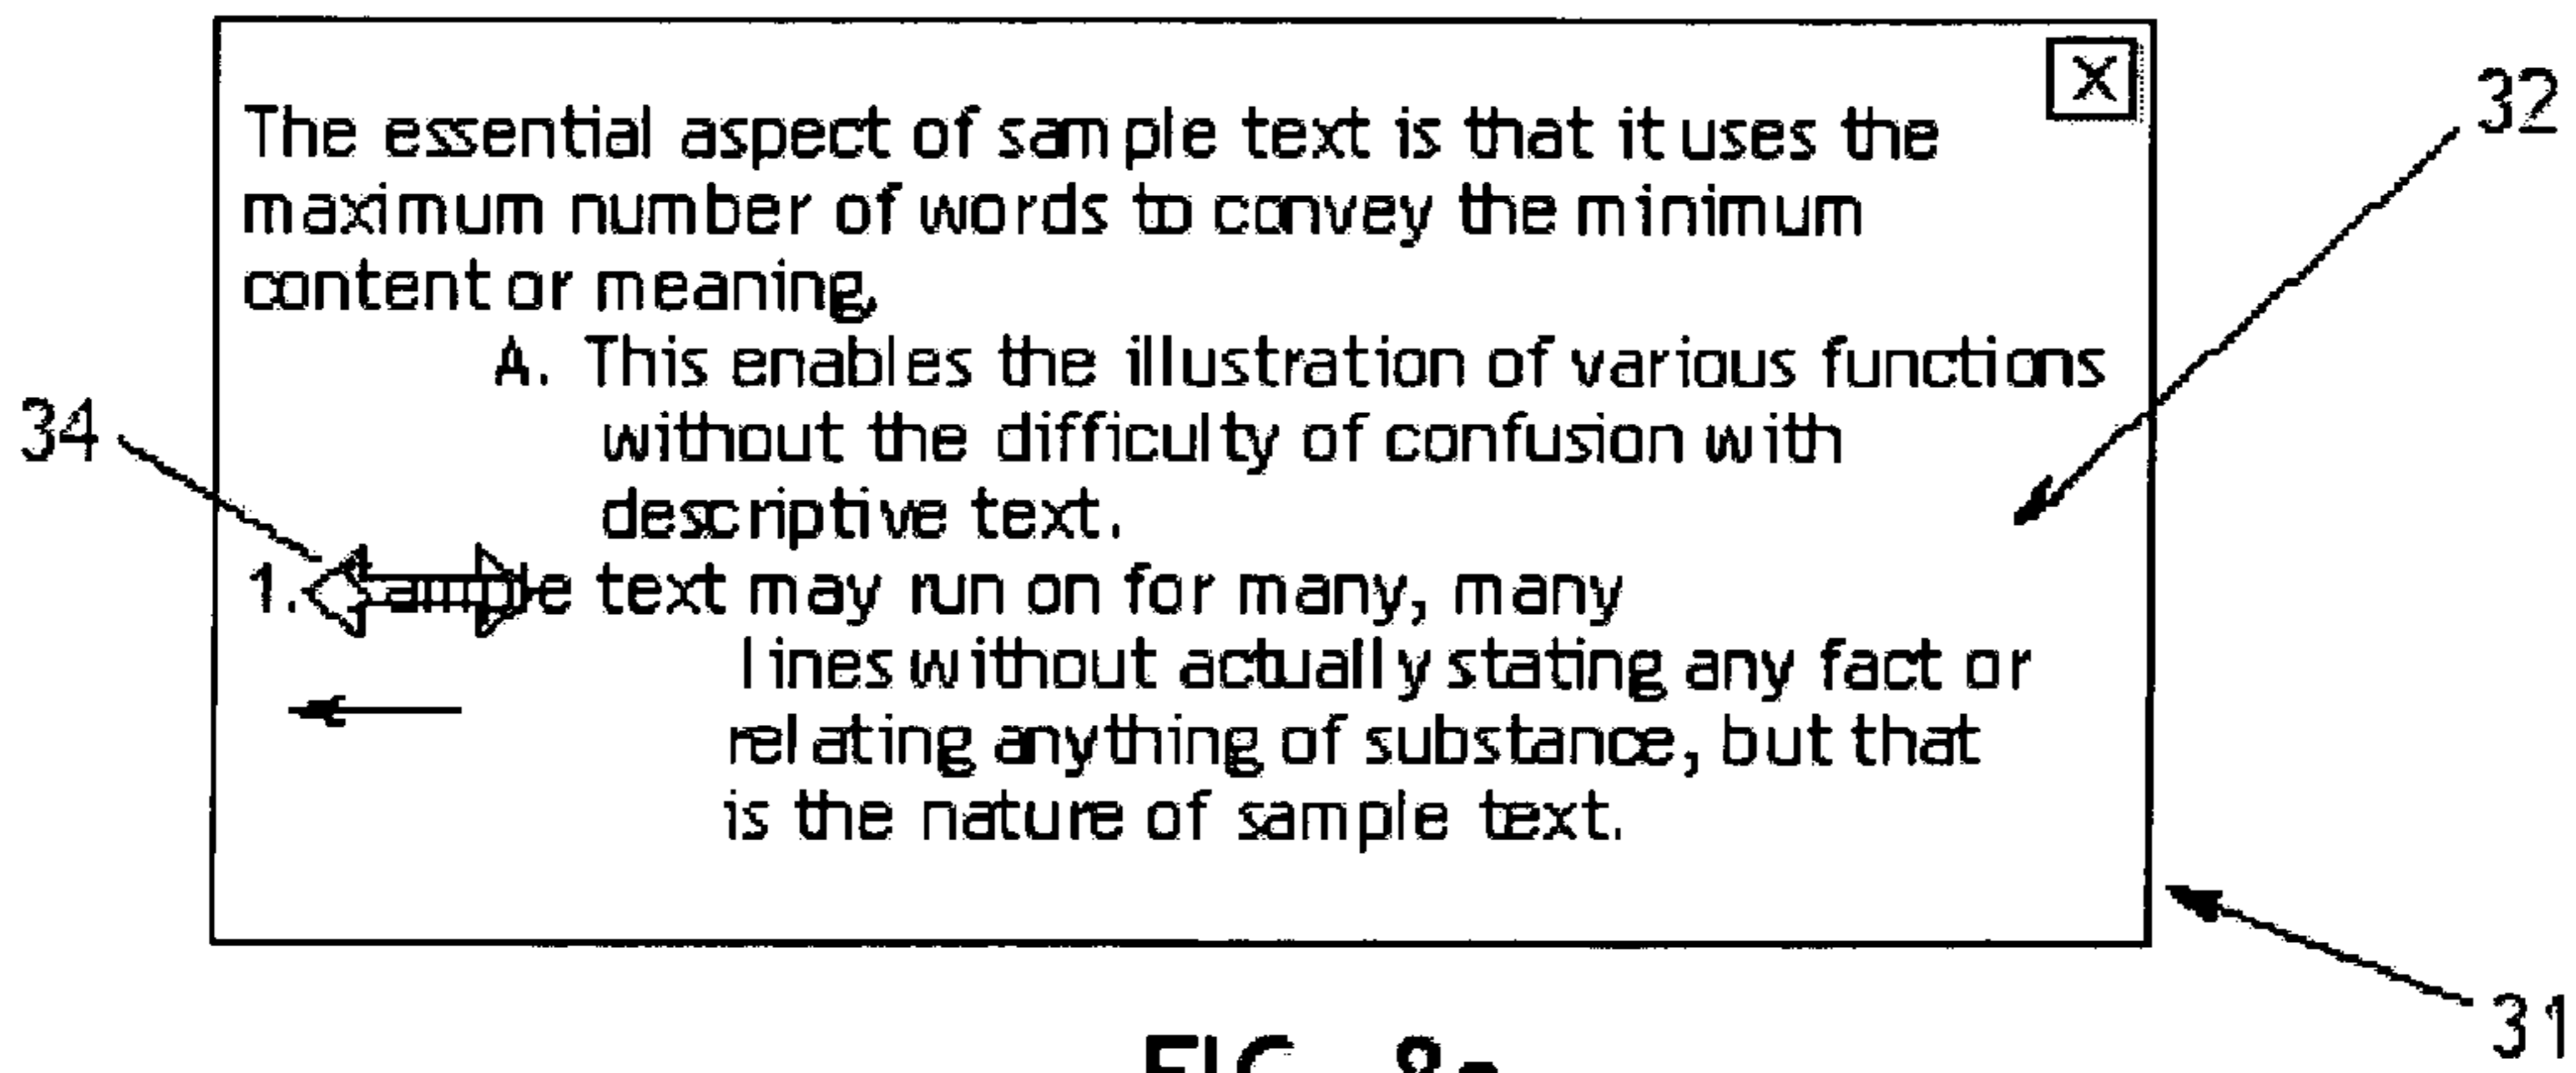 X
The essential aspect of sample text is that it uses the
maximum number of words to convey the minimum
content or meaning.
A. This enables the illustration of various functions
without the difficulty of confusion with
descriptive text.
1. text may run on for many, many
lines without actually stating any fact or
relating anything of substance, but that
is the nature of sample text.
32
34
31